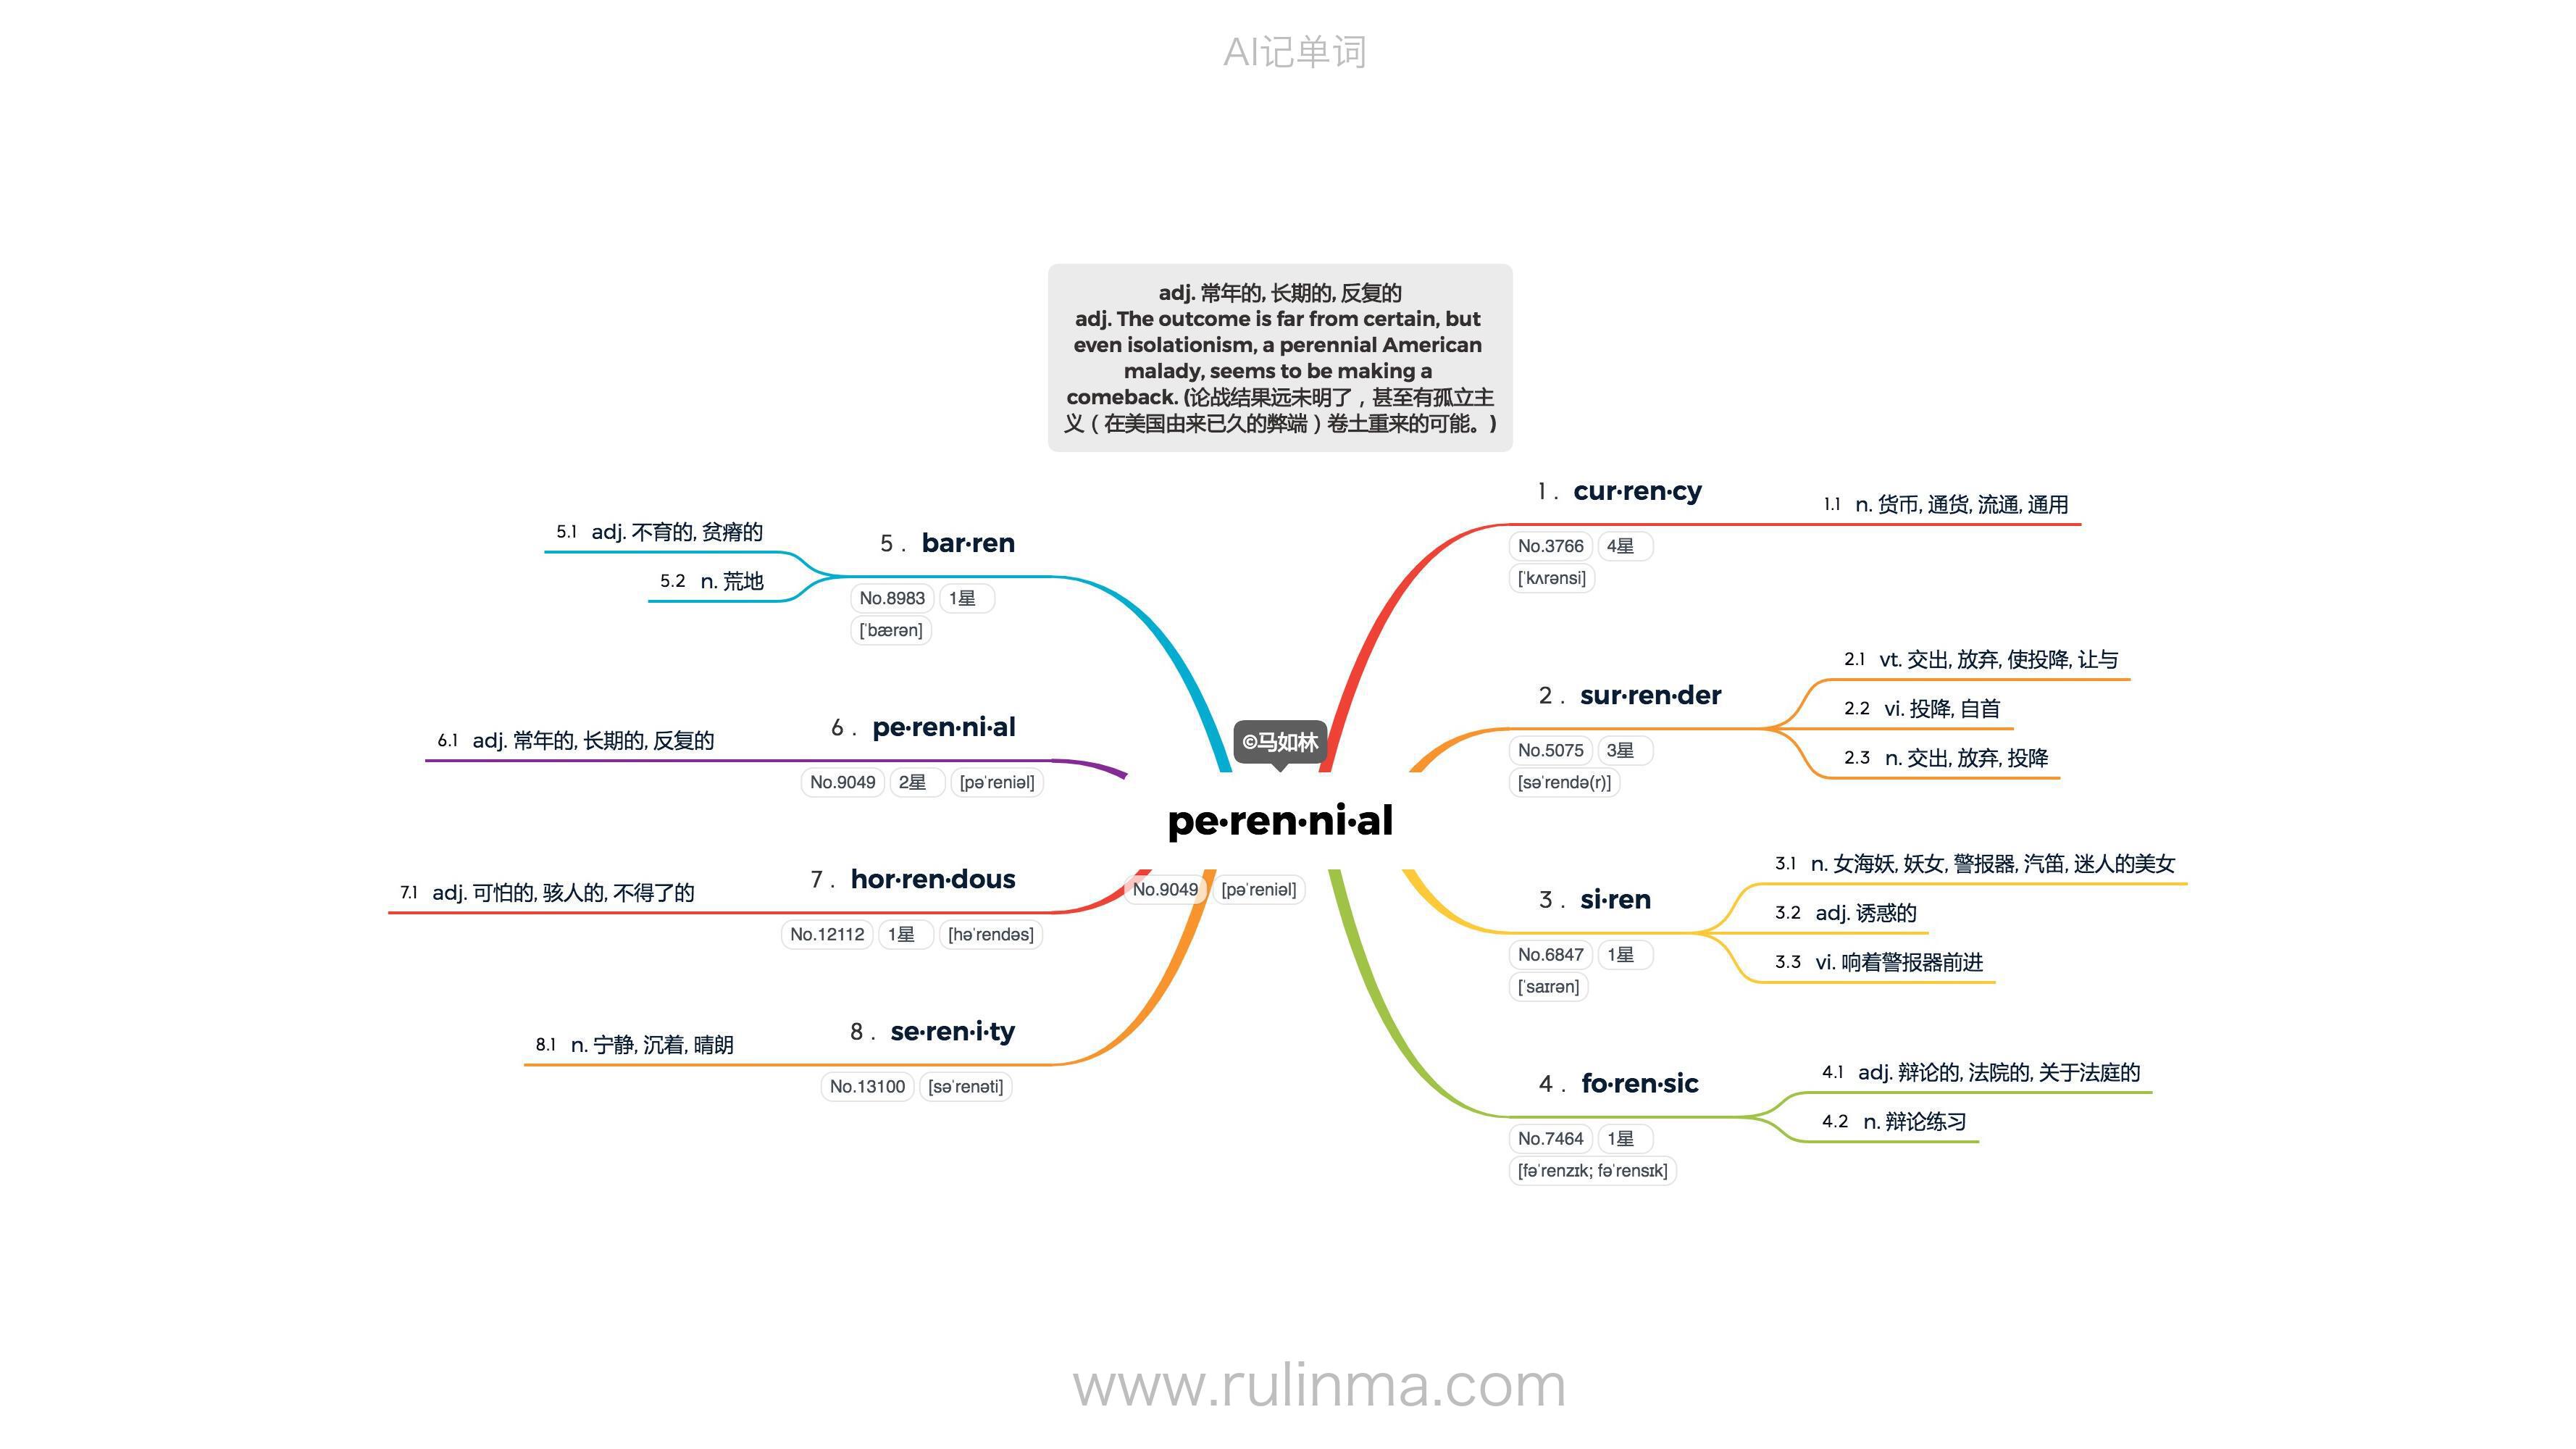 AI记单词
adj. 常年的, 长期的, 反复的
adj. The outcome is far from certain, but
even isolationism, a perennial American
malady, seems to be making a
comeback. (论战结果远未明了，甚至有孤立主
义（在美国由来已久的弊端）卷土重来的可能。)
©马如林
pe·ren·ni·al
No.9049 [pəˈreniəl]
1 . cur·ren·cy
No.3766 4星
[ˈkʌrənsi]
1.1 n. 货币, 通货, 流通, 通用
2 . sur·ren·der
No.5075 3星
[səˈrendə(r)]
2.1 vt. 交出, 放弃, 使投降, 让与
2.2 vi. 投降, 自首
2.3 n. 交出, 放弃, 投降
3 . si·ren
No.6847 1星
[ˈsaɪrən]
3.1 n. 女海妖, 妖女, 警报器, 汽笛, 迷人的美女
3.2 adj. 诱惑的
3.3 vi. 响着警报器前进
4 . fo·ren·sic
No.7464 1星
[fəˈrenzɪk; fəˈrensɪk]
4.1 adj. 辩论的, 法院的, 关于法庭的
4.2 n. 辩论练习
5 . bar·ren
No.8983 1星
[ˈbærən]
5.1 adj. 不育的, 贫瘠的
5.2 n. 荒地
6 . pe·ren·ni·al
No.9049 2星 [pəˈreniəl]
6.1 adj. 常年的, 长期的, 反复的
7 . hor·ren·dous
No.12112 1星 [həˈrendəs]
7.1 adj. 可怕的, 骇人的, 不得了的
8 . se·ren·i·ty
No.13100 [səˈrenəti]
8.1 n. 宁静, 沉着, 晴朗
www.rulinma.com